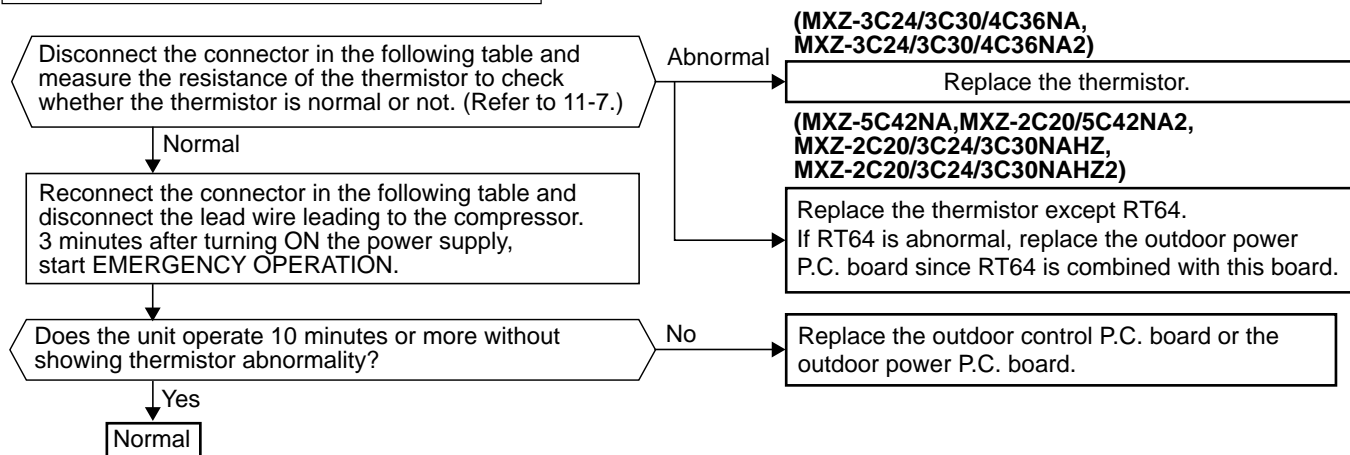 Disconnect the connector in the following table and
measure the resistance of the thermistor to check
whether the thermistor is normal or not. (Refer to 11-7.)
Abnormal
(MXZ-3C24/3C30/4C36NA,
MXZ-3C24/3C30/4C36NA2)
Replace the thermistor.
(MXZ-5C42NA,MXZ-2C20/5C42NA2,
MXZ-2C20/3C24/3C30NAHZ,
MXZ-2C20/3C24/3C30NAHZ2)
Replace the thermistor except RT64.
If RT64 is abnormal, replace the outdoor power
P.C. board since RT64 is combined with this board.
Normal
Reconnect the connector in the following table and
disconnect the lead wire leading to the compressor.
3 minutes after turning ON the power supply,
start EMERGENCY OPERATION.
Does the unit operate 10 minutes or more without
showing thermistor abnormality?
No
Replace the outdoor control P.C. board or the
outdoor power P.C. board.
Yes
Normal